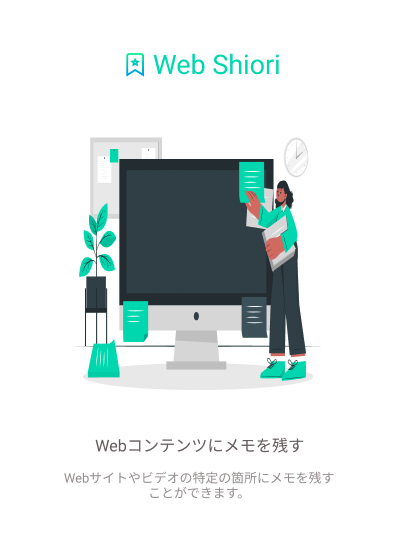 Web Shiori
Webコンテンツにメモを残す
Webサイトやビデオの特定の箇所にメモを残す
ことができます。